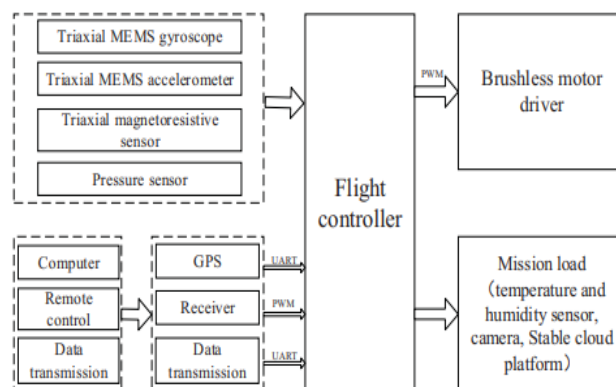 Triaxial MEMS gyroscope
Triaxial MEMS accelerometer
Triaxial magnetoresistive
sensor
Pressure sensor
Computer
Remote
control
Data
transmission
GPS
Receiver
Data
transmission
UART
PWM
UART
Flight
controller
PWM
Brushless motor
driver
Mission load
（temperature and
humidity sensor,
camera, Stable cloud
platform）